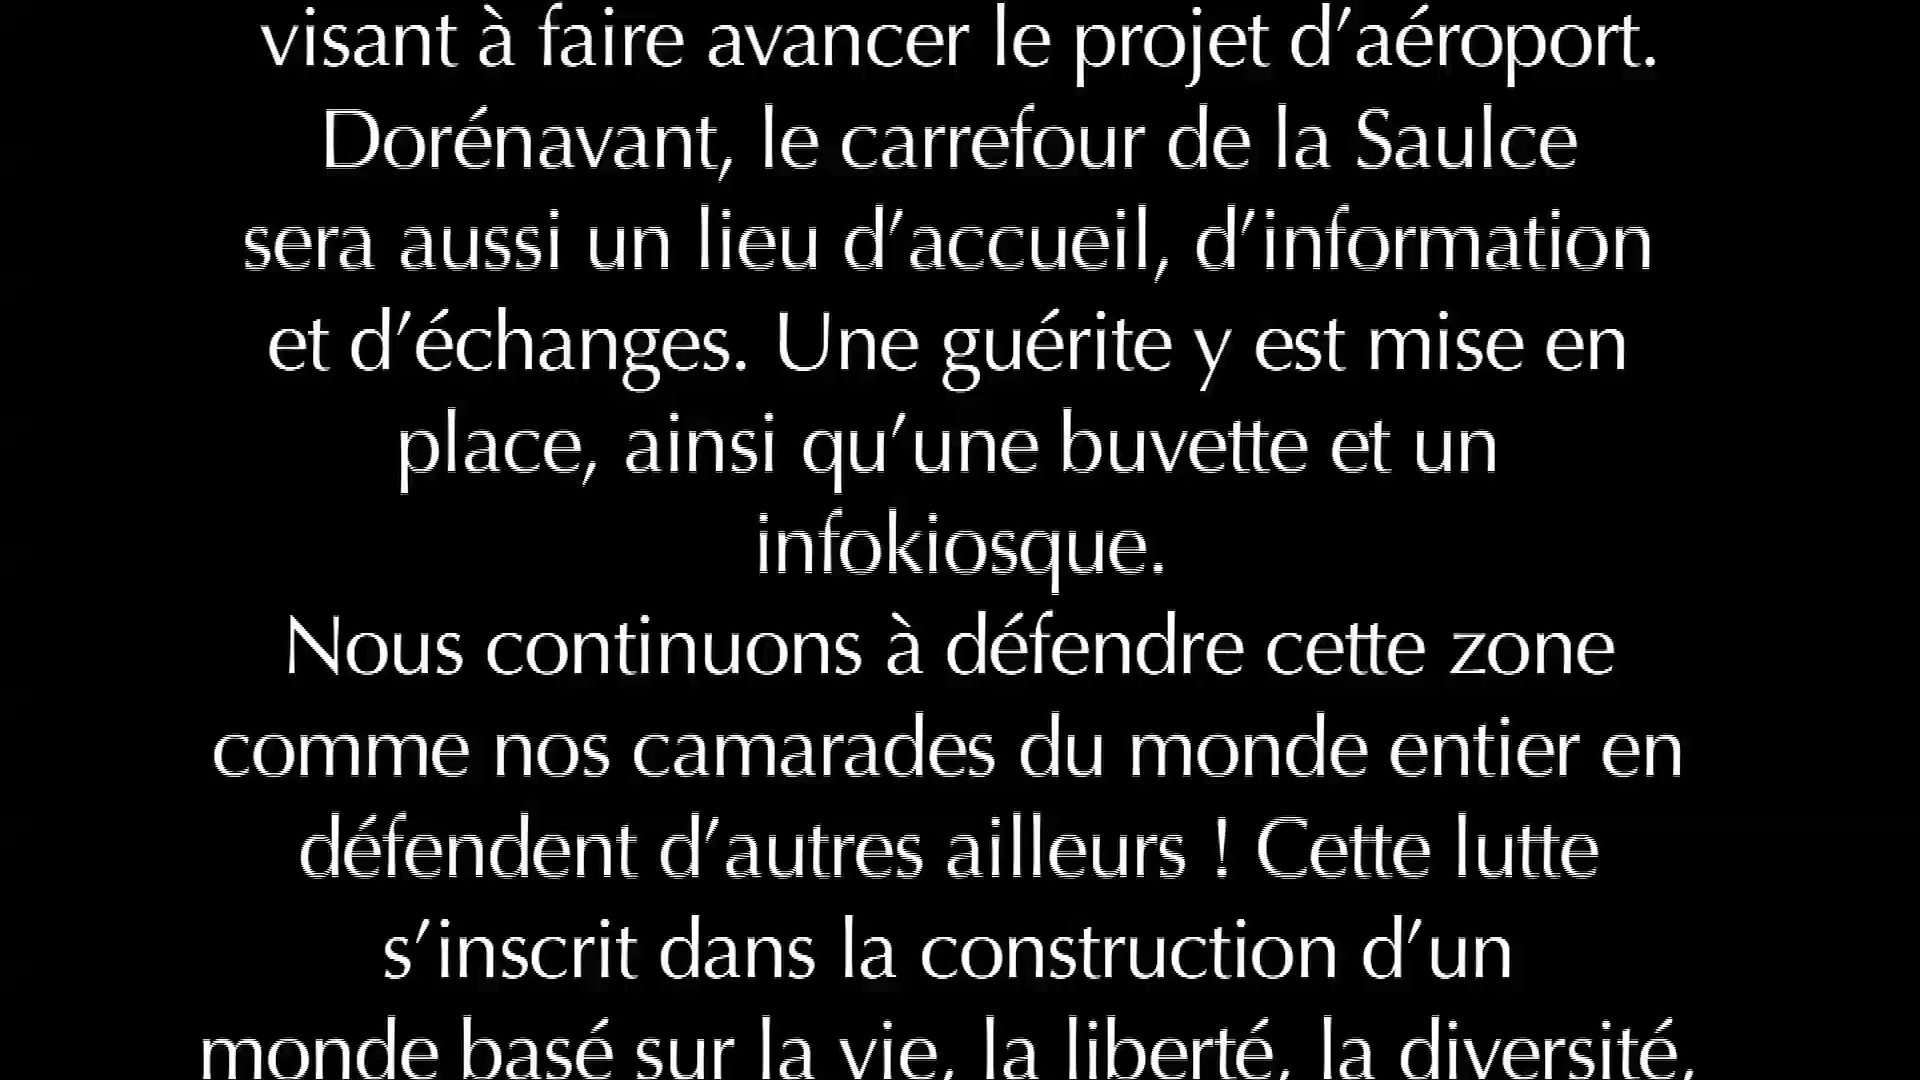 visant à faire avancer le projet d’aéroport.
Dorénavant, le carrefour de la Saulce
sera aussi un lieu d’accueil, d’information
et d’échanges. Une guérite y est mise en
place, ainsi qu’une buvette et un
infokiosque.
Nous continuons à défendre cette zone
comme nos camarades du monde entier en
défendent d’autres ailleurs ! Cette lutte
s’inscrit dans la construction d’un
monde basé sur la vie, la liberté, la diversité,